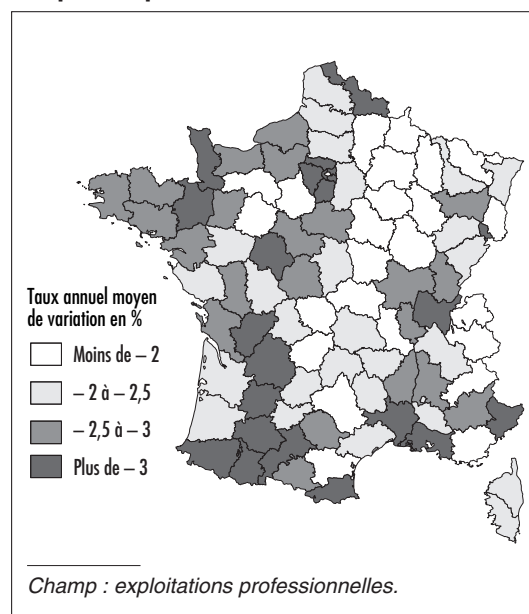 Taux annuel moyen
de variation en %
Moins de – 2
– 2 à – 2,5
– 2,5 à – 3
Plus de – 3
Champ : exploitations professionnelles.